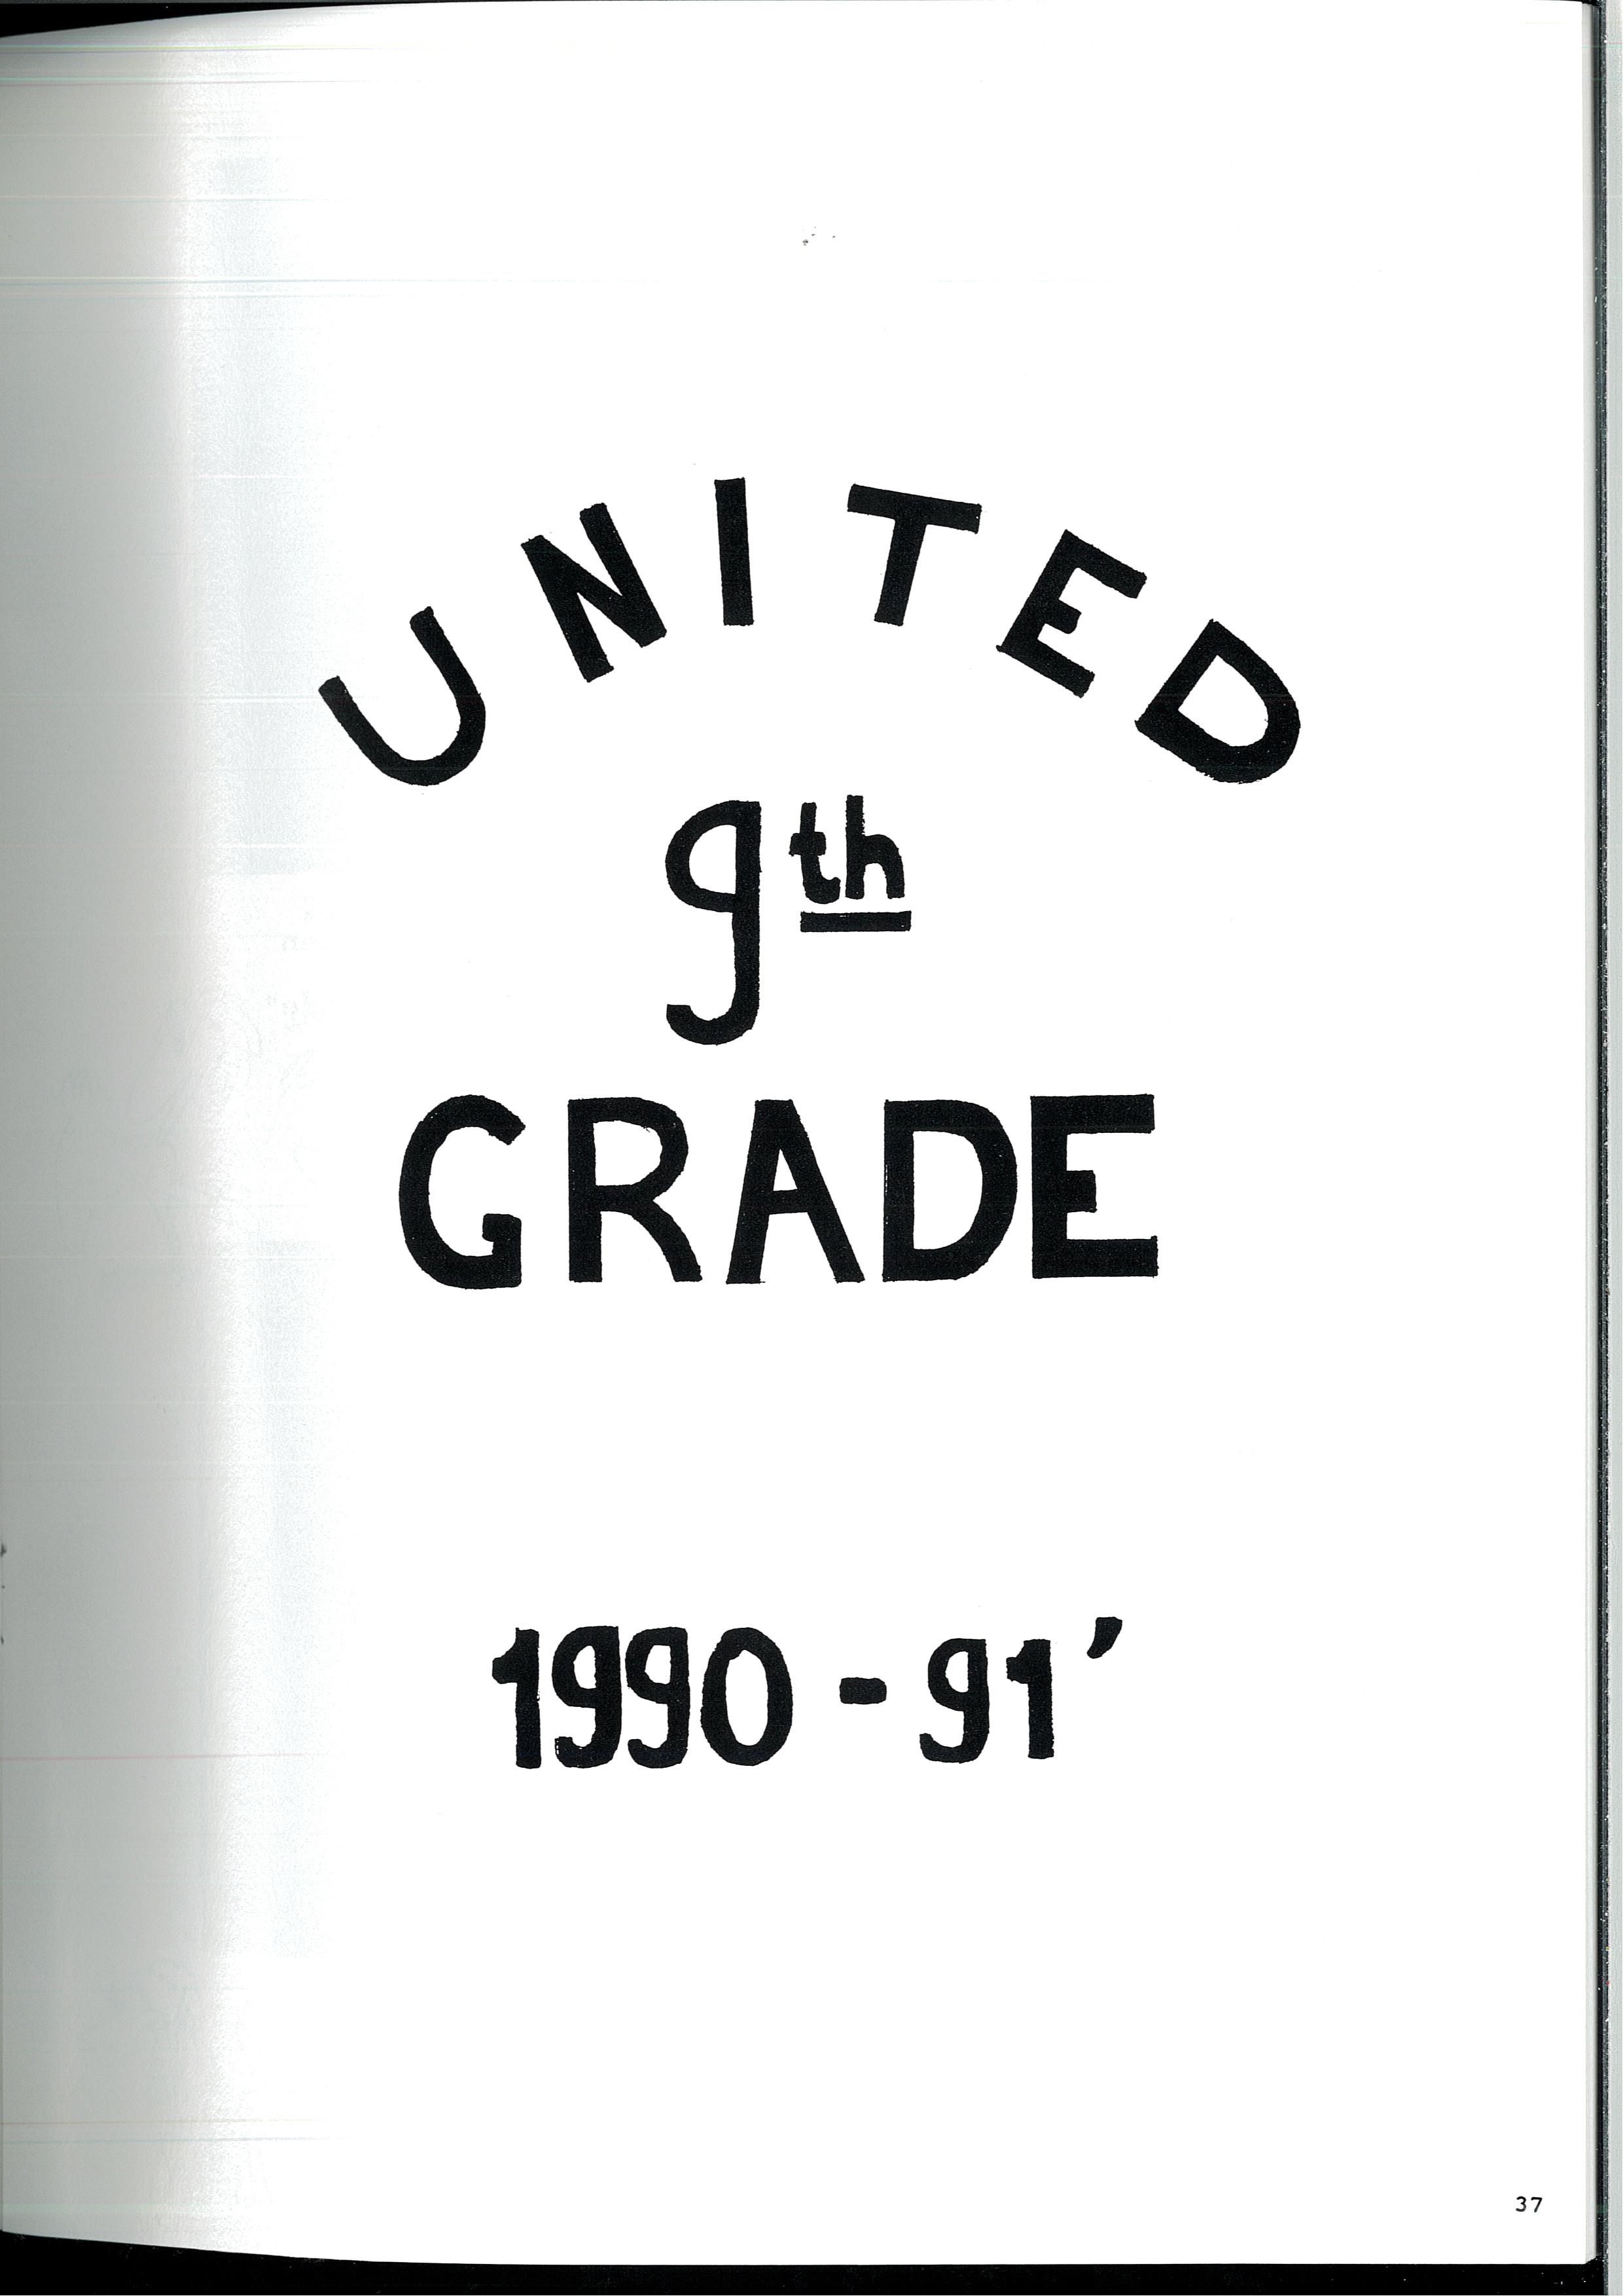 UNITED
9th
GRADE
1990-91'
37